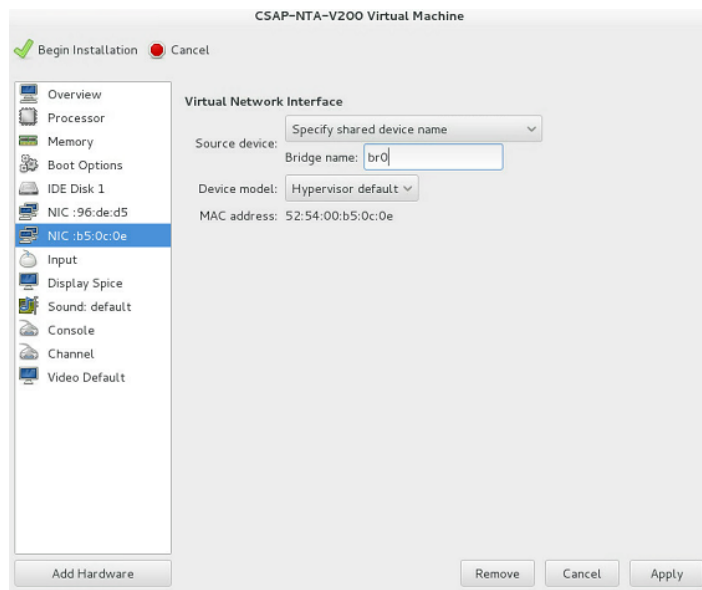 CSAP-NTA-V200 Virtual Machine
Begin Installation Cancel
Overview
Processor
Memory
Boot Options
IDE Disk 1
NIC :96:de:d5
NIC :b5:0c:0e
Input
Display Spice
Sound: default
Console
Channel
Video Default
Add Hardware
Virtual Network Interface
Source device: Specify shared device name
Bridge name: br0
Device model: Hypervisor default
MAC address: 52:54:00:b5:0c:0e
Remove Cancel Apply